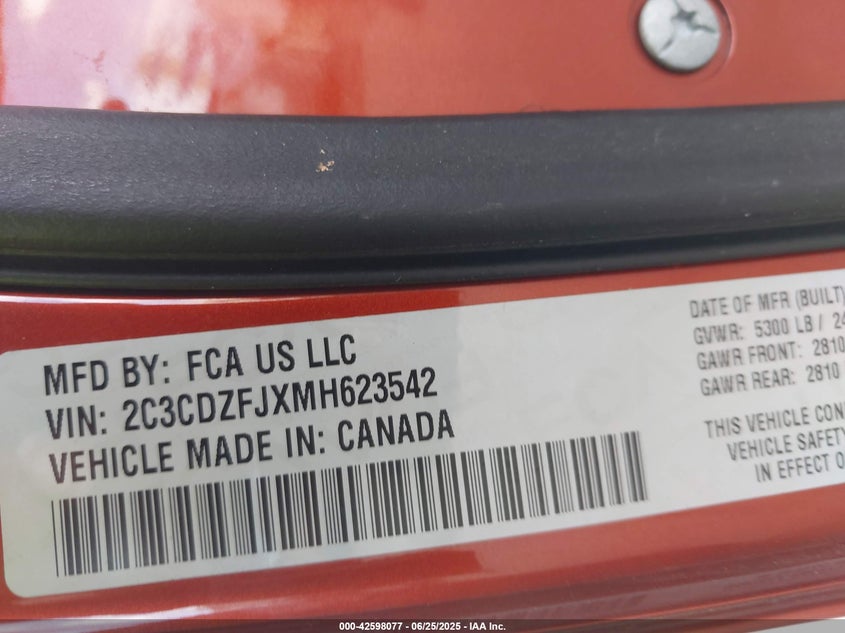 MFD BY: FCA US LLC
VIN: 2C3CDZFJXMH623542
VEHICLE MADE IN: CANADA
DATE OF MFR (BUILT)
GVWR: 5300 LB / 24
GAWR FRONT: 2810
GAWR REAR: 2810
THIS VEHICLE CON
VEHICLE SAFETY
IN EFFECT O
000-42598077 - 06/25/2025 - IAA Inc.